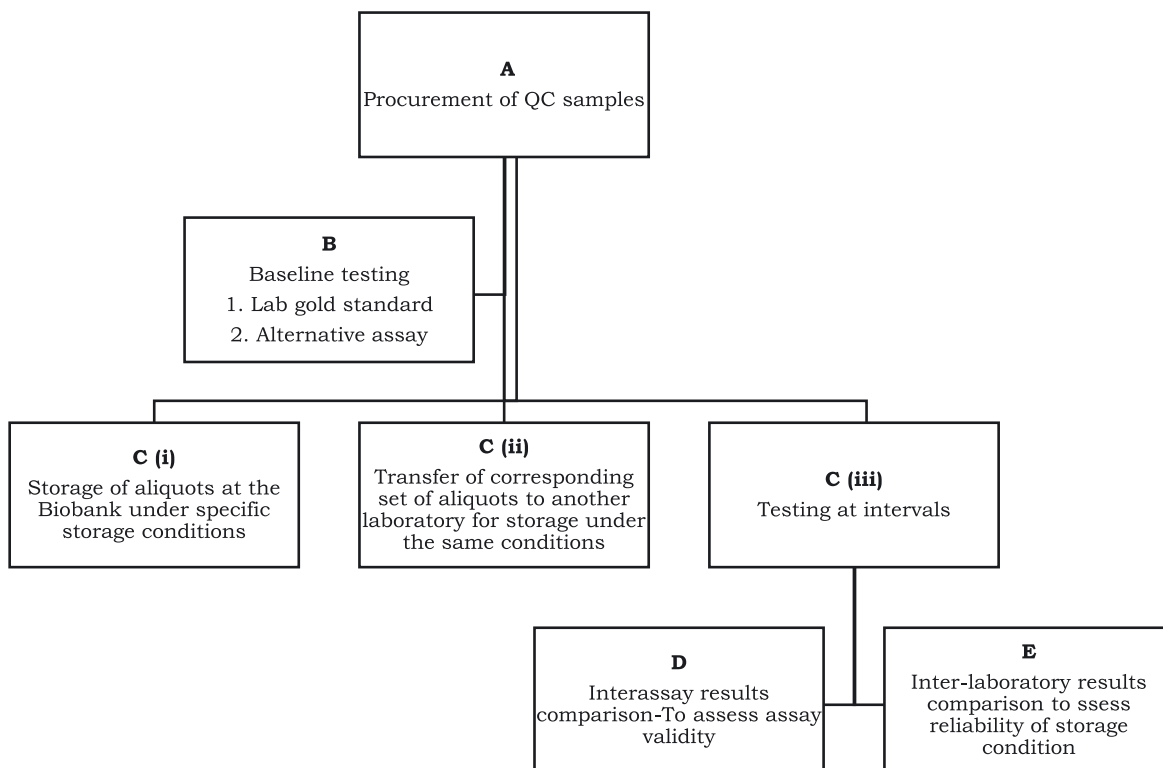 A
Procurement of QC samples
B
Baseline testing
1. Lab gold standard
2. Alternative assay
C (i)
Storage of aliquots at the
Biobank under specific
storage conditions
C (ii)
Transfer of corresponding
set of aliquots to another
laboratory for storage under
the same conditions
C (iii)
Testing at intervals
D
Interassay results
comparison-To assess assay
validity
E
Inter-laboratory results
comparison to ssess
reliability of storage
condition